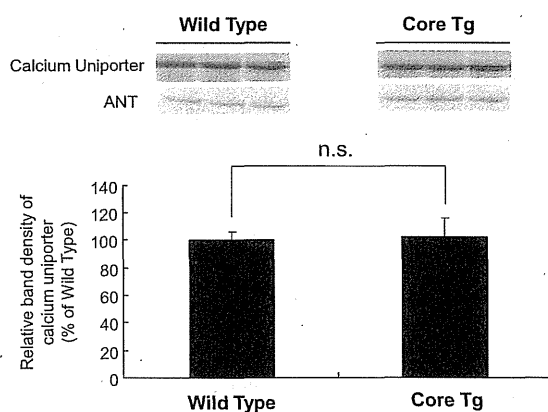 Wild Type Core Tg
Calcium Uniporter
ANT
n.s.
Relative band density of
calcium uniporter
(% of Wild Type)
140
120
100
80
60
40
20
0
Wild Type Core Tg